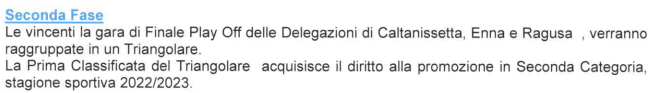 Seconda Fase
Le vincenti la gara di Finale Play Off delle Delegazioni di Caltanissetta, Enna e Ragusa , verranno
raggruppate in un Triangolare.
La Prima Classificata del Triangolare acquisisce il diritto alla promozione in Seconda Categoria,
stagione sportiva 2022/2023.